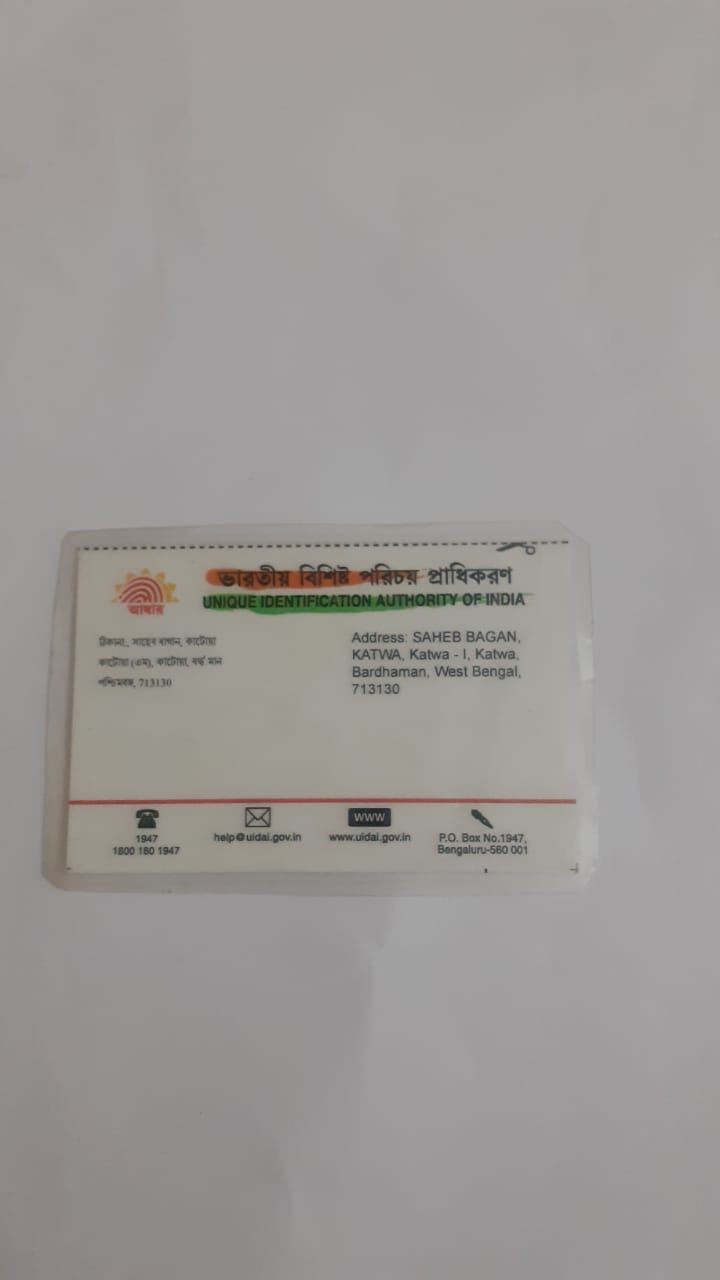 ভারতীয় বিশিষ্ট পরিচয় প্রাধিকরণ
UNIQUE IDENTIFICATION AUTHORITY OF INDIA
আধার
ঠিকানা:, সাহেব বাগান, কাটোয়া
কাটোয়া (এম), কাটোয়া, বর্দ্ধ মান
পশ্চিমবঙ্গ, 713130
Address: SAHEB BAGAN,
KATWA, Katwa - I, Katwa,
Bardhaman, West Bengal,
713130
1947
1800 180 1947
help@uidai.gov.in
WWW
www.uidai.gov.in
P.O. Box No.1947,
Bengaluru-560 001